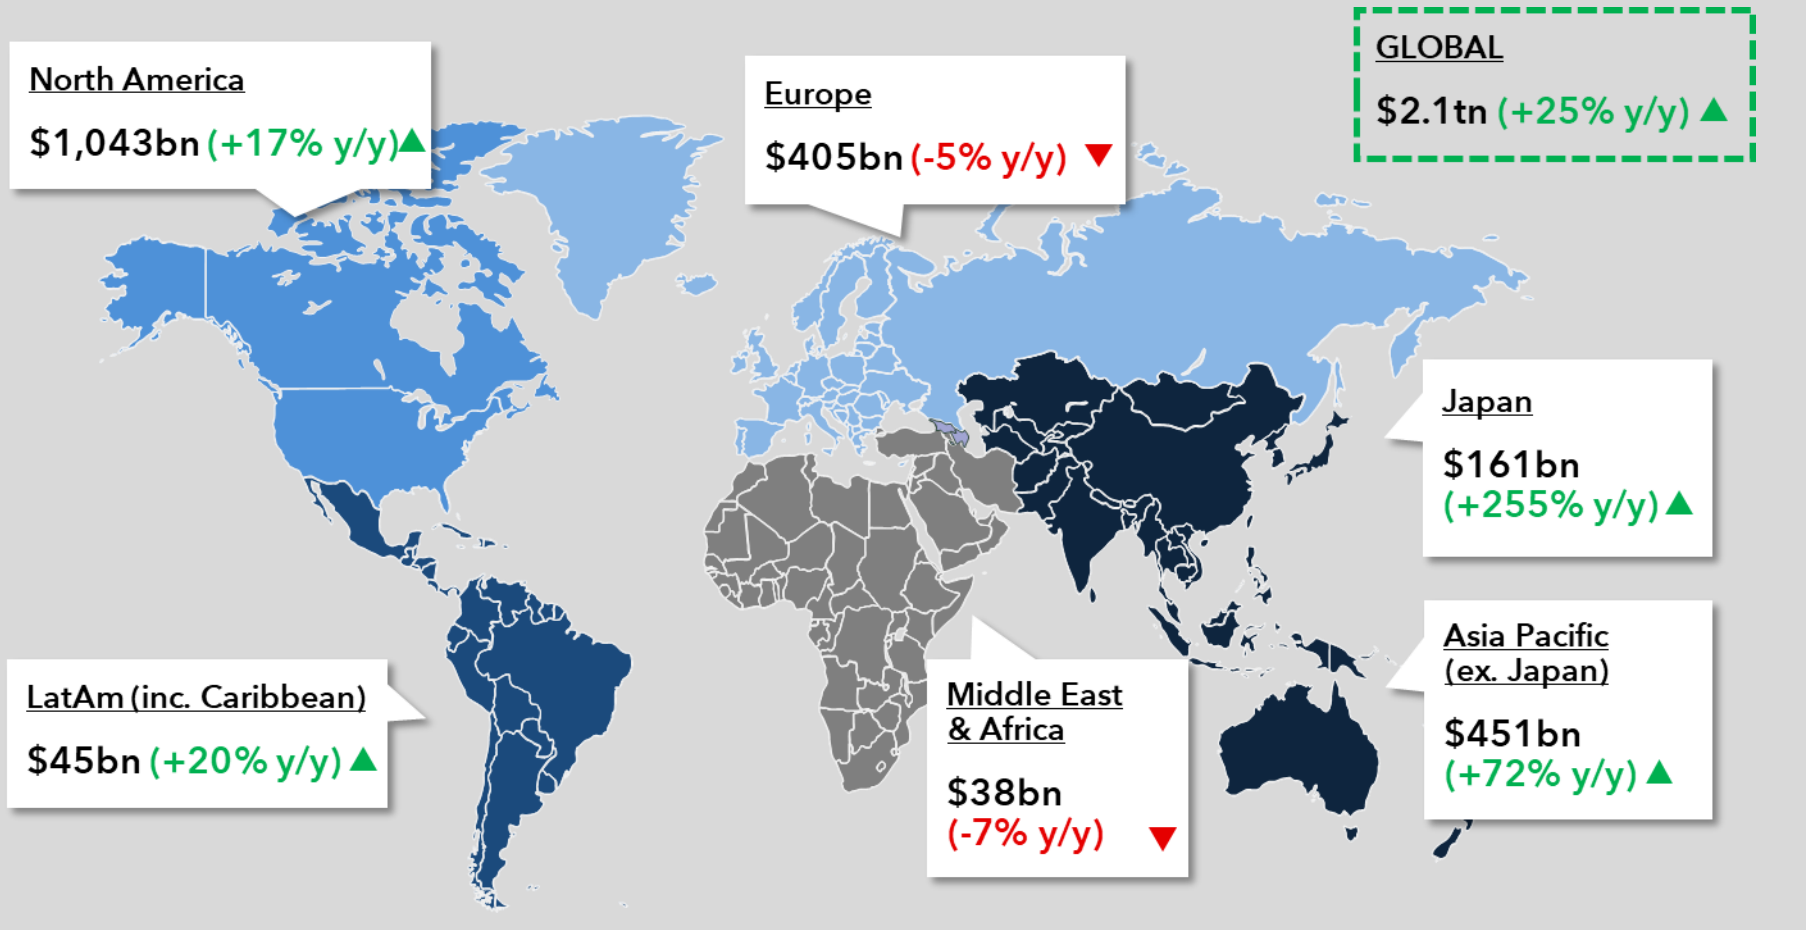 North America
$1,043bn (+17% y/y)▲
Europe
$405bn (-5% y/y) ▼
GLOBAL
$2.1tn (+25% y/y) ▲
Japan
$161bn
(+255% y/y) ▲
LatAm (inc. Caribbean)
$45bn (+20% y/y) ▲
Middle East
& Africa
$38bn
(-7% y/y) ▼
Asia Pacific
(ex. Japan)
$451bn
(+72% y/y) ▲